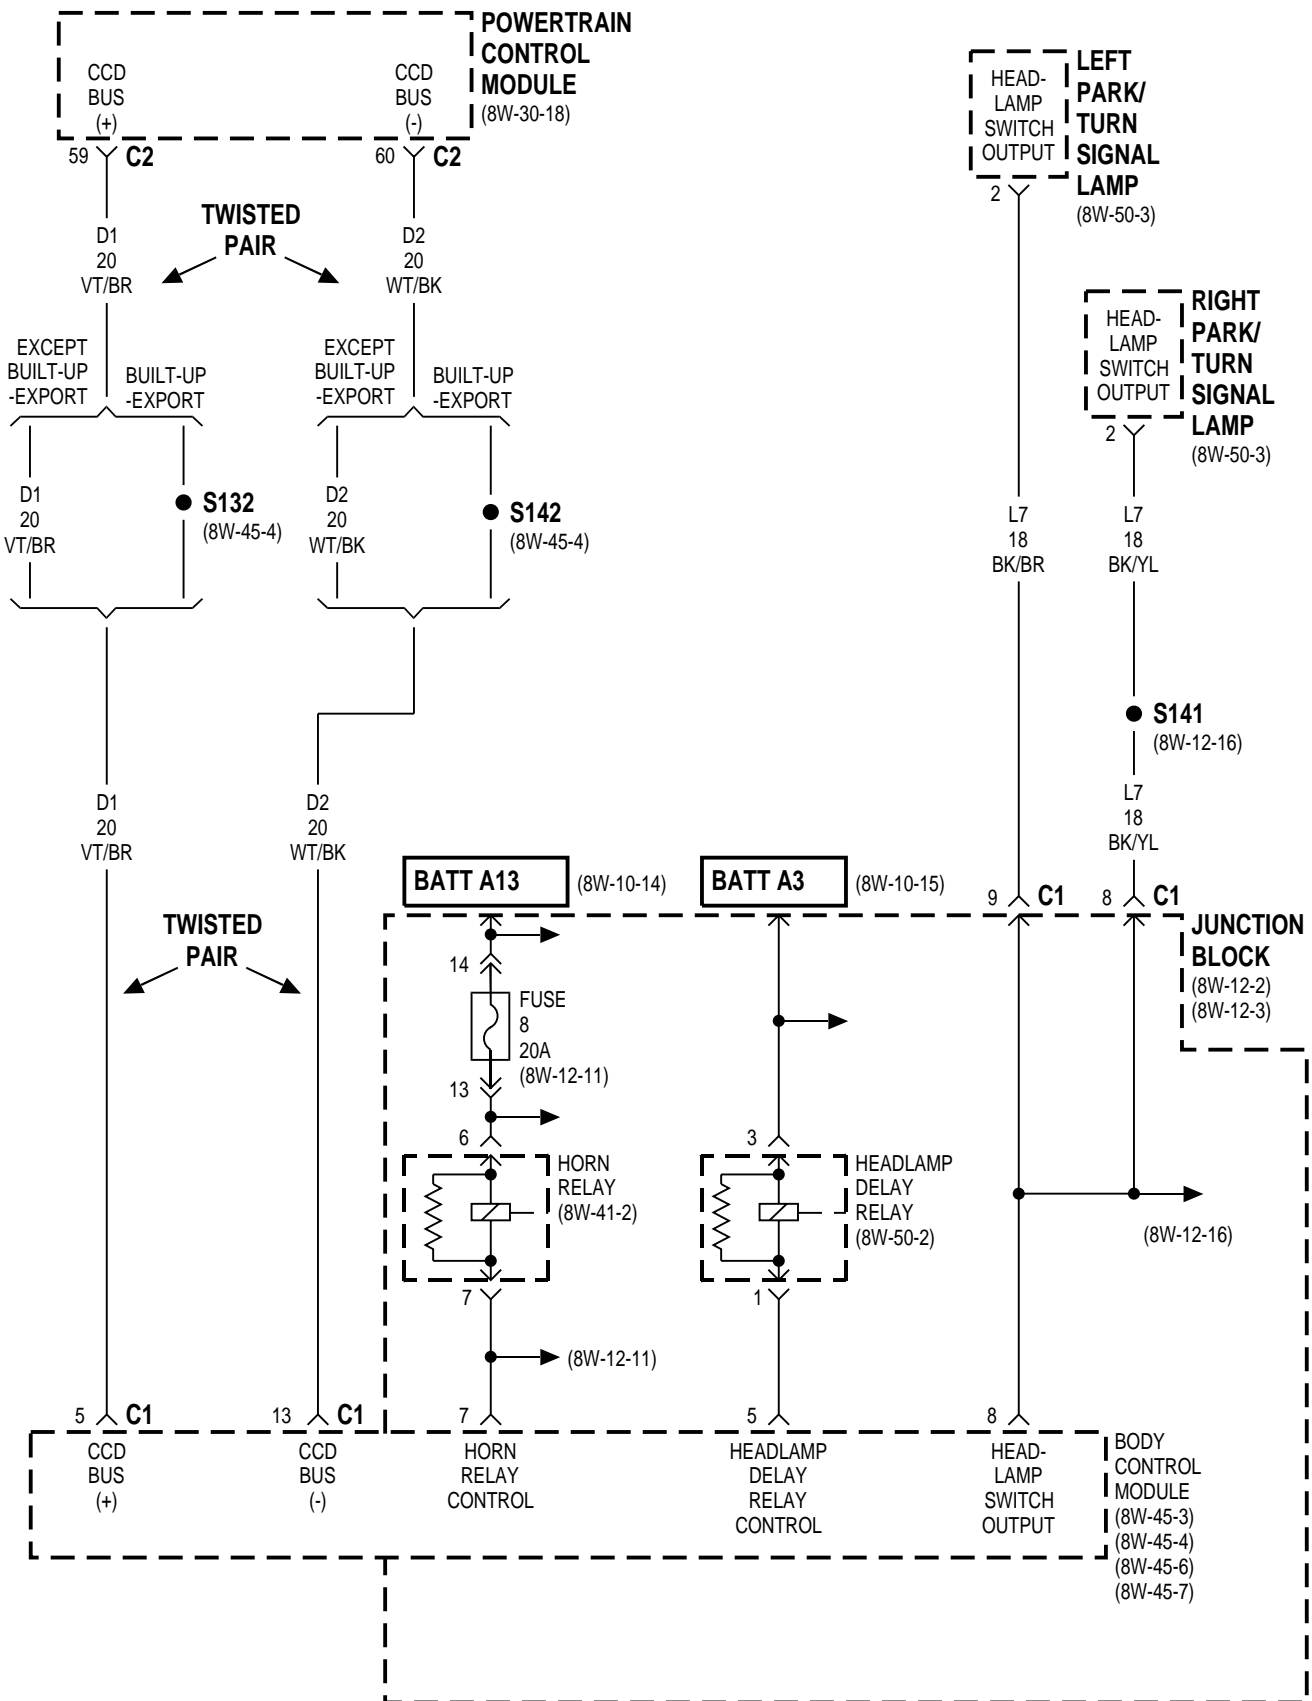 POWERTRAIN
CONTROL
MODULE
(8W-30-18)
CCD
BUS
(+)
CCD
BUS
(-)
59
C2
60
C2
TWISTED
PAIR
D1
20
VT/BR
D2
20
WT/BK
EXCEPT
BUILT-UP
-EXPORT
BUILT-UP
-EXPORT
EXCEPT
BUILT-UP
-EXPORT
BUILT-UP
-EXPORT
D1
20
VT/BR
S132
(8W-45-4)
D2
20
WT/BK
S142
(8W-45-4)
HEAD-
LAMP
SWITCH
OUTPUT
LEFT
PARK/
TURN
SIGNAL
LAMP
(8W-50-3)
2
HEAD-
LAMP
SWITCH
OUTPUT
RIGHT
PARK/
TURN
SIGNAL
LAMP
(8W-50-3)
2
L7
18
BK/BR
L7
18
BK/YL
S141
(8W-12-16)
L7
18
BK/YL
D1
20
VT/BR
D2
20
WT/BK
TWISTED
PAIR
BATT A13
(8W-10-14)
BATT A3
(8W-10-15)
9
C1
8
C1
JUNCTION
BLOCK
(8W-12-2)
(8W-12-3)
14
FUSE
8
20A
(8W-12-11)
13
6
HORN
RELAY
(8W-41-2)
7
(8W-12-11)
3
HEADLAMP
DELAY
RELAY
(8W-50-2)
1
(8W-12-16)
5
C1
13
C1
7
5
8
CCD
BUS
(+)
CCD
BUS
(-)
HORN
RELAY
CONTROL
HEADLAMP
DELAY
RELAY
CONTROL
HEAD-
LAMP
SWITCH
OUTPUT
BODY
CONTROL
MODULE
(8W-45-3)
(8W-45-4)
(8W-45-6)
(8W-45-7)